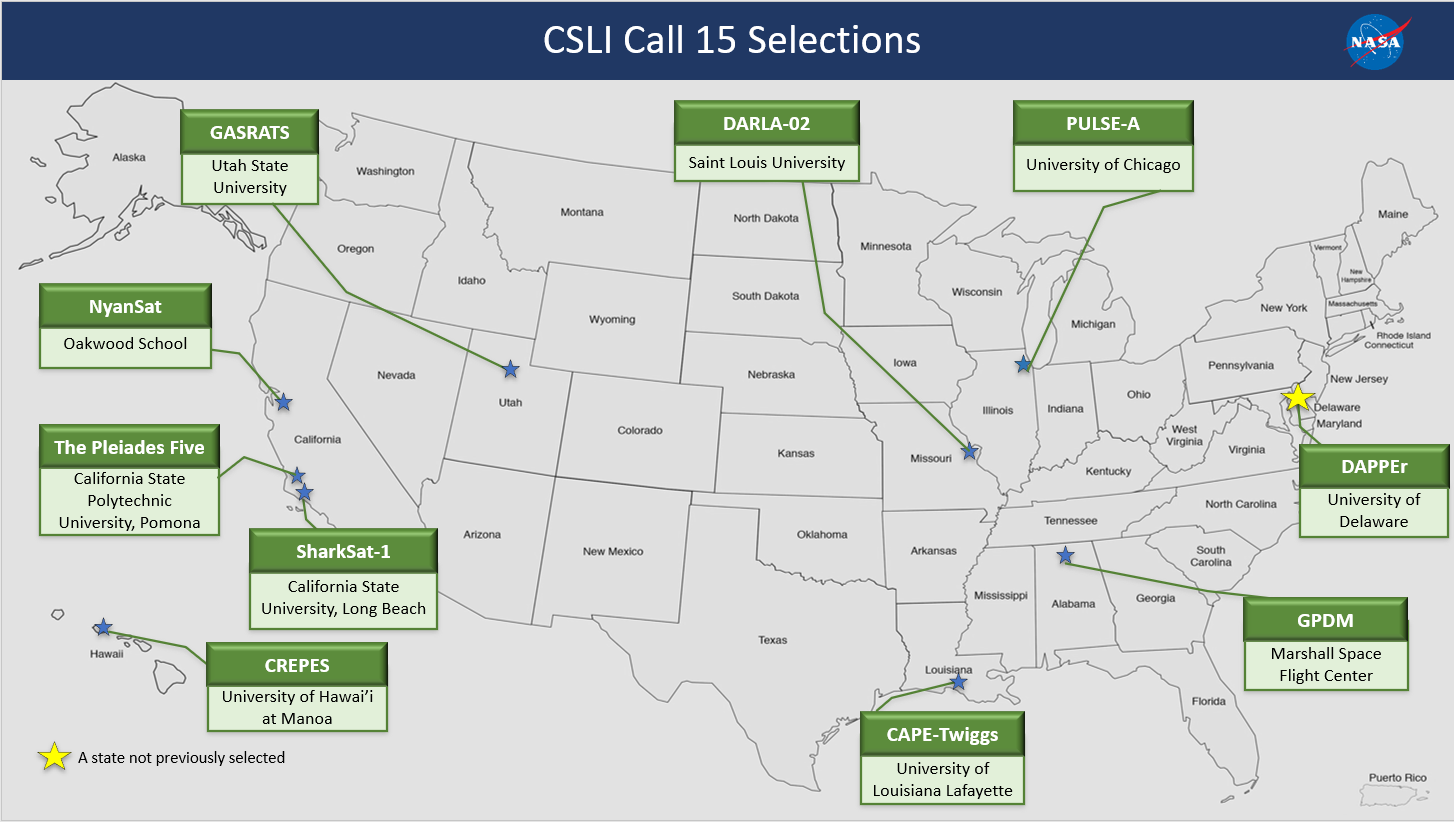 CSLI Call 15 Selections
NASA
GASRATS
Utah State
University
DARLA-02
Saint Louis University
PULSE-A
University of Chicago
NyanSat
Oakwood School
The Pleiades Five
California State
Polytechnic
University, Pomona
SharkSat-1
California State
University, Long Beach
CREPES
University of Hawai’i
at Manoa
CAPE-Twiggs
University of
Louisiana Lafayette
GPDM
Marshall Space
Flight Center
DAPPEr
University of
Delaware
Alaska
Washington
Oregon
Idaho
Montana
North Dakota
Minnesota
South Dakota
Wyoming
Nevada
Utah
California
Colorado
Nebraska
Kansas
Iowa
Wisconsin
Michigan
Illinois
Indiana
Ohio
Missouri
Kentucky
West
Virginia
Virginia
Pennsylvania
New York
Vermont
New
Hampshire
Maine
Massachusetts
Rhode Island
Connecticut
New Jersey
Delaware
Maryland
North Carolina
South
Carolina
Tennessee
Arkansas
Oklahoma
Arizona
New Mexico
Texas
Louisiana
Mississippi
Alabama
Georgia
Florida
Hawaii
Puerto Rico
A state not previously selected